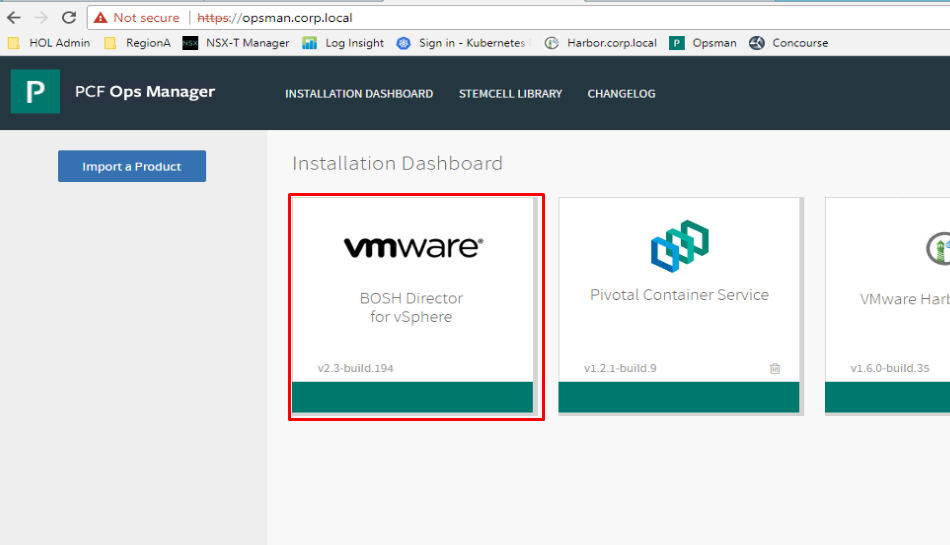 Not secure https://opsman.corp.local
HOL Admin RegionA NSX NSX-T Manager Log Insight Sign in - Kubernetes Harbor.corp.local P Opsman Concourse
P PCF Ops Manager INSTALLATION DASHBOARD STEMCELL LIBRARY CHANGELOG
Import a Product
Installation Dashboard
vmware®
BOSH Director
for vSphere
v2.3-build.194
Pivotal Container Service
v1.2.1-build.9
VMware Harb
v1.6.0-build.35